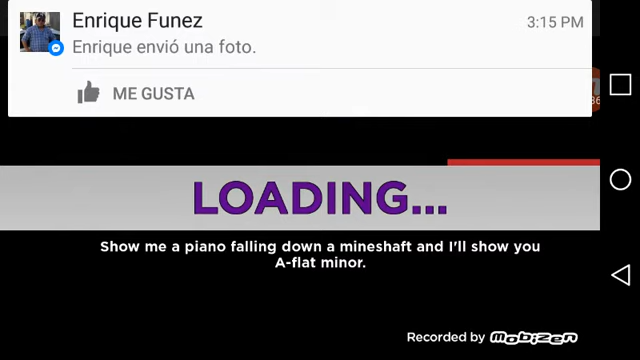 Enrique Funez
3:15 PM
Enrique envió una foto.
ME GUSTA
LOADING...
Show me a piano falling down a mineshaft and I'll show you
A-flat minor.
Recorded by mobizen